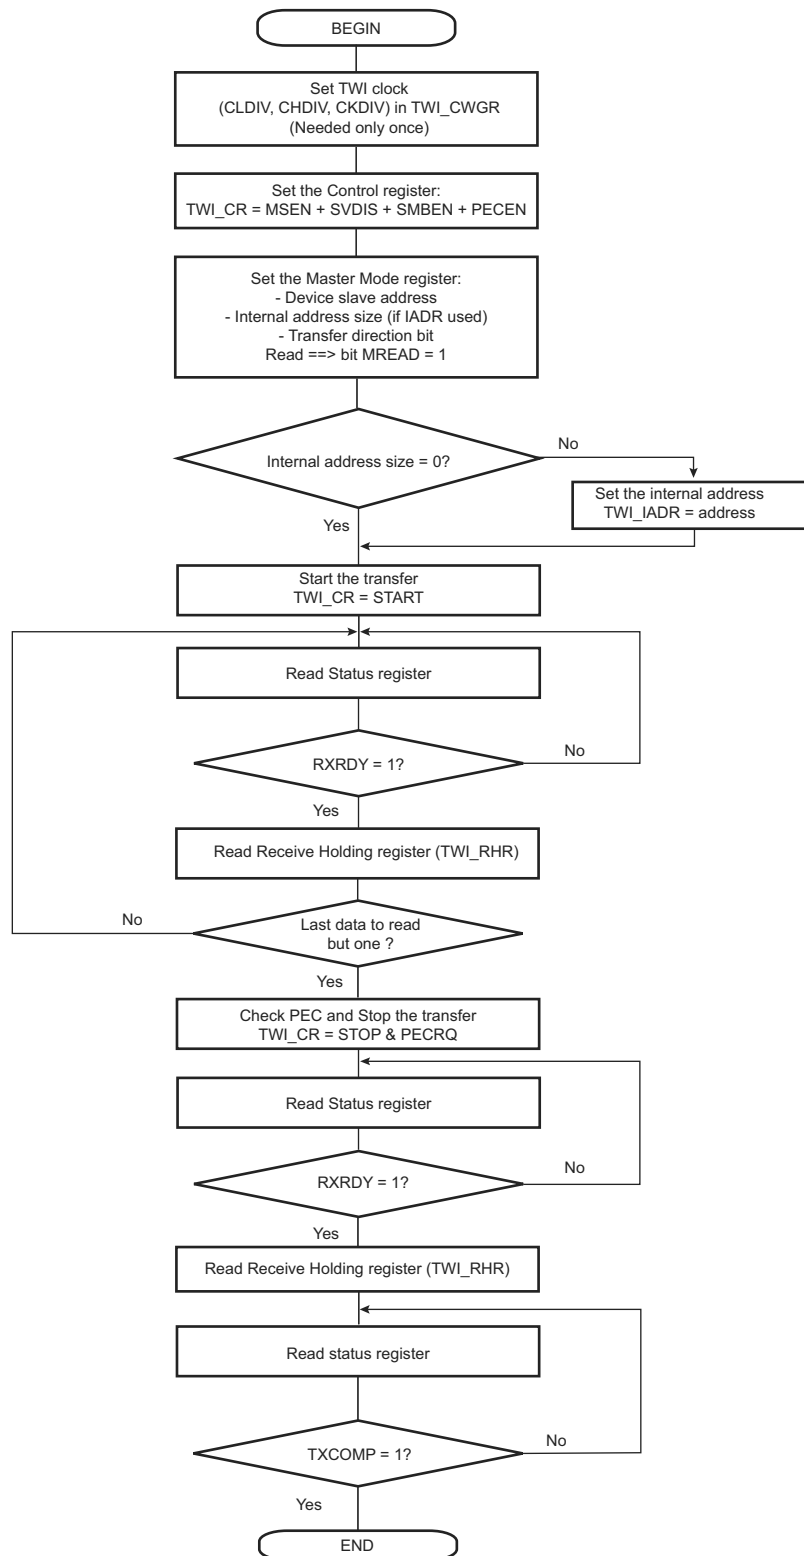 BEGIN
Set TWI clock
(CLDIV, CHDIV, CKDIV) in TWI_CWGR
(Needed only once)
Set the Control register:
TWI_CR = MSEN + SVDIS + SMBEN + PECEN
Set the Master Mode register:
- Device slave address
- Internal address size (if IADR used)
- Transfer direction bit
Read ==> bit MREAD = 1
Internal address size = 0?
No
Set the internal address
TWI_IADR = address
Yes
Start the transfer
TWI_CR = START
Read Status register
RXRDY = 1?
No
Yes
Read Receive Holding register (TWI_RHR)
Last data to read
but one ?
No
Yes
Check PEC and Stop the transfer
TWI_CR = STOP & PECRQ
Read Status register
RXRDY = 1?
No
Yes
Read Receive Holding register (TWI_RHR)
Read status register
TXCOMP = 1?
No
Yes
END